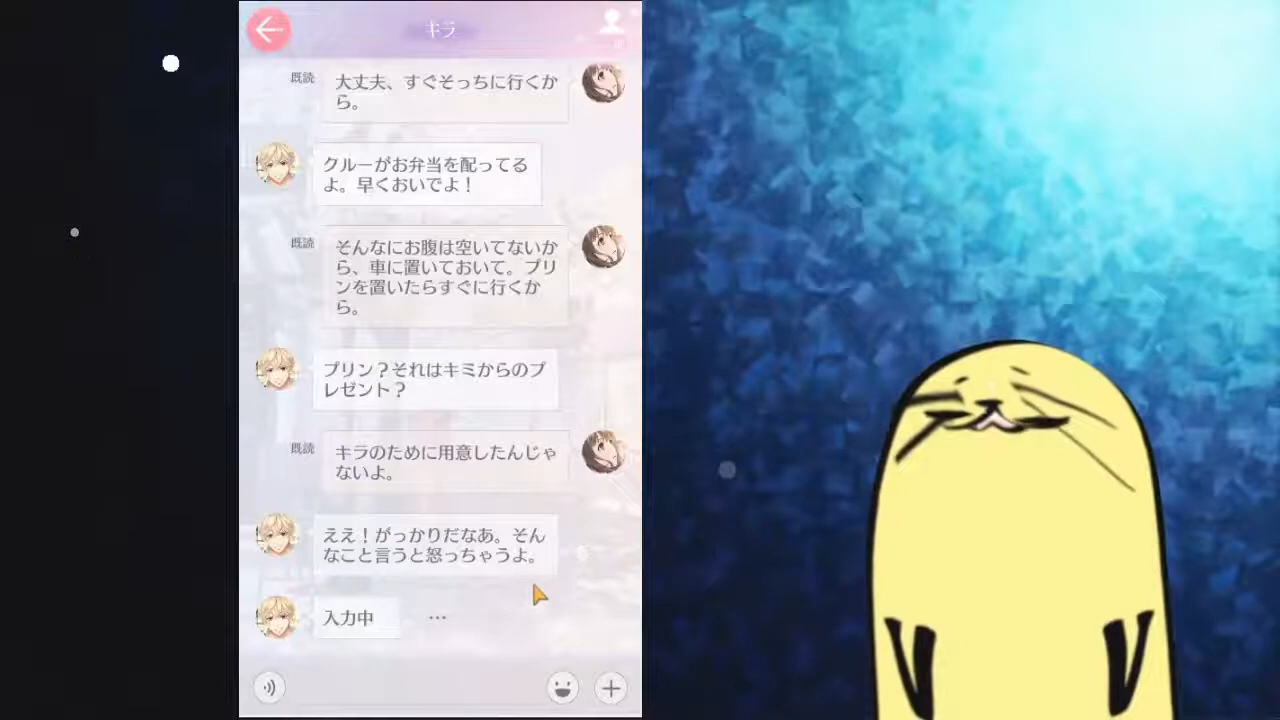 キラ
既読
大丈夫、すぐそっちに行くか
ら。
クルーがお弁当を配ってる
よ。早くおいでよ！
既読
そんなにお腹は空いてないか
ら、車に置いておいて。プリ
ンを置いたらすぐに行くか
ら。
プリン？それはキミからのプ
レゼント？
既読
キラのために用意したんじゃ
ないよ。
ええ！がっかりだなあ。そん
なこと言うと怒っちゃうよ。
入力中 …